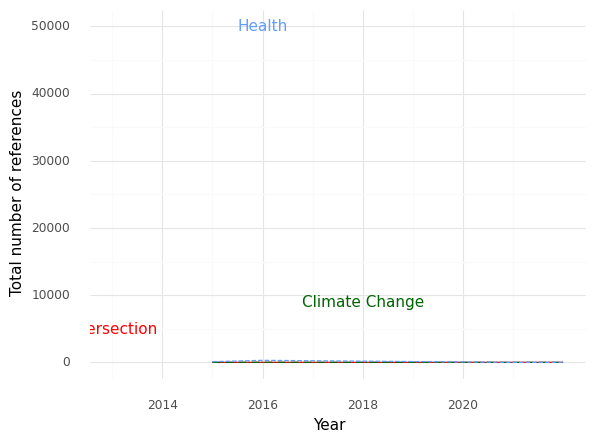 Health
50000
40000
30000
20000
10000
0
Climate Change
ersection
2014
2016
2018
2020
Year
Total number of references